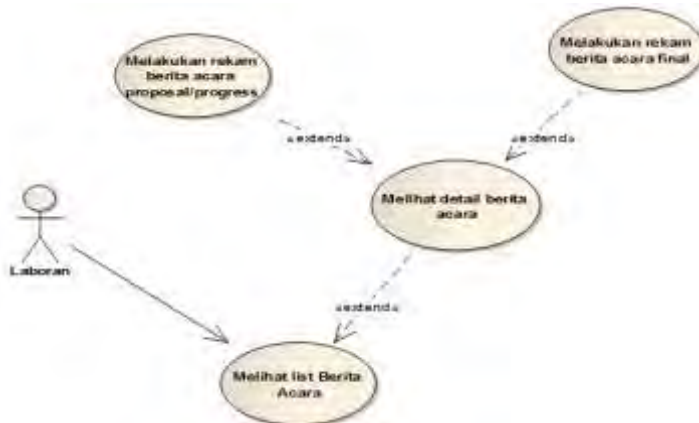 Melakukan rekam
berita acara
proposal/progress
Melakukan rekam
berita acara final
«extend»
«extend»
Melihat detail berita
acara
Laboran
«extend»
Melihat list Berita
Acara